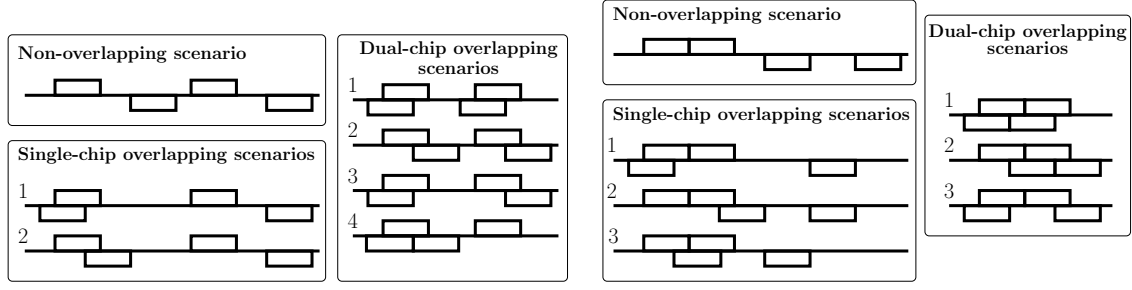 Non-overlapping scenario
Single-chip overlapping scenarios
1
2
Dual-chip overlapping
scenarios
1
2
3
4
Non-overlapping scenario
Single-chip overlapping scenarios
1
2
3
Dual-chip overlapping
scenarios
1
2
3